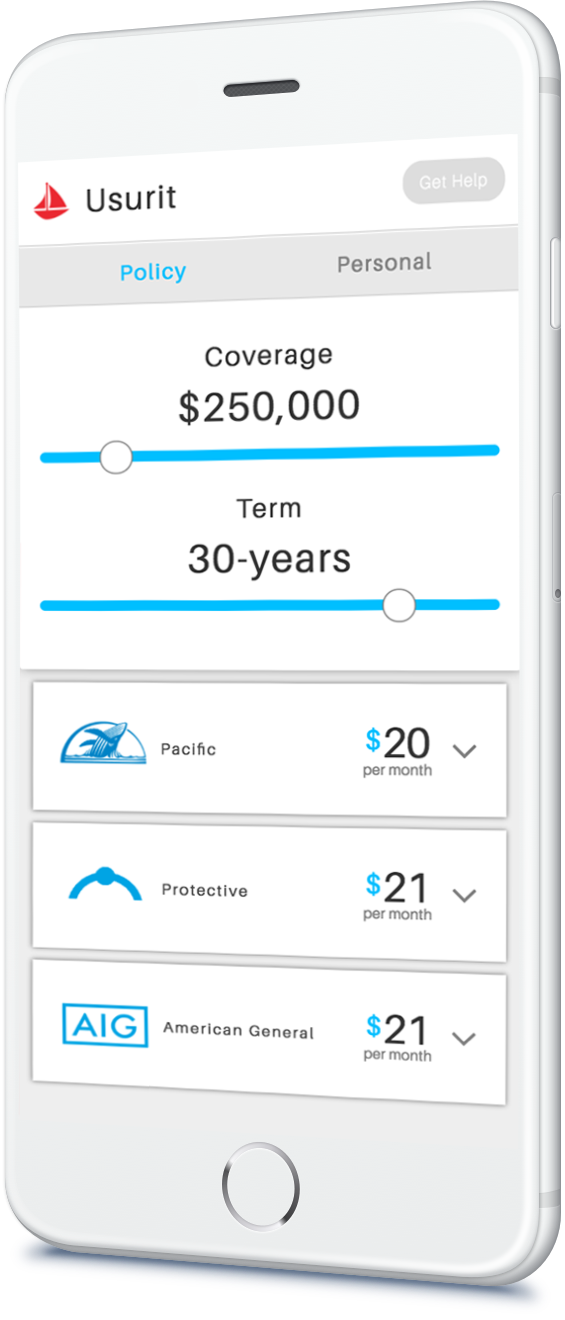 Usurit
Get Help
Policy
Personal
Coverage
$250,000
Term
30-years
Pacific
$20
per month
Protective
$21
per month
AIG
American General
$21
per month